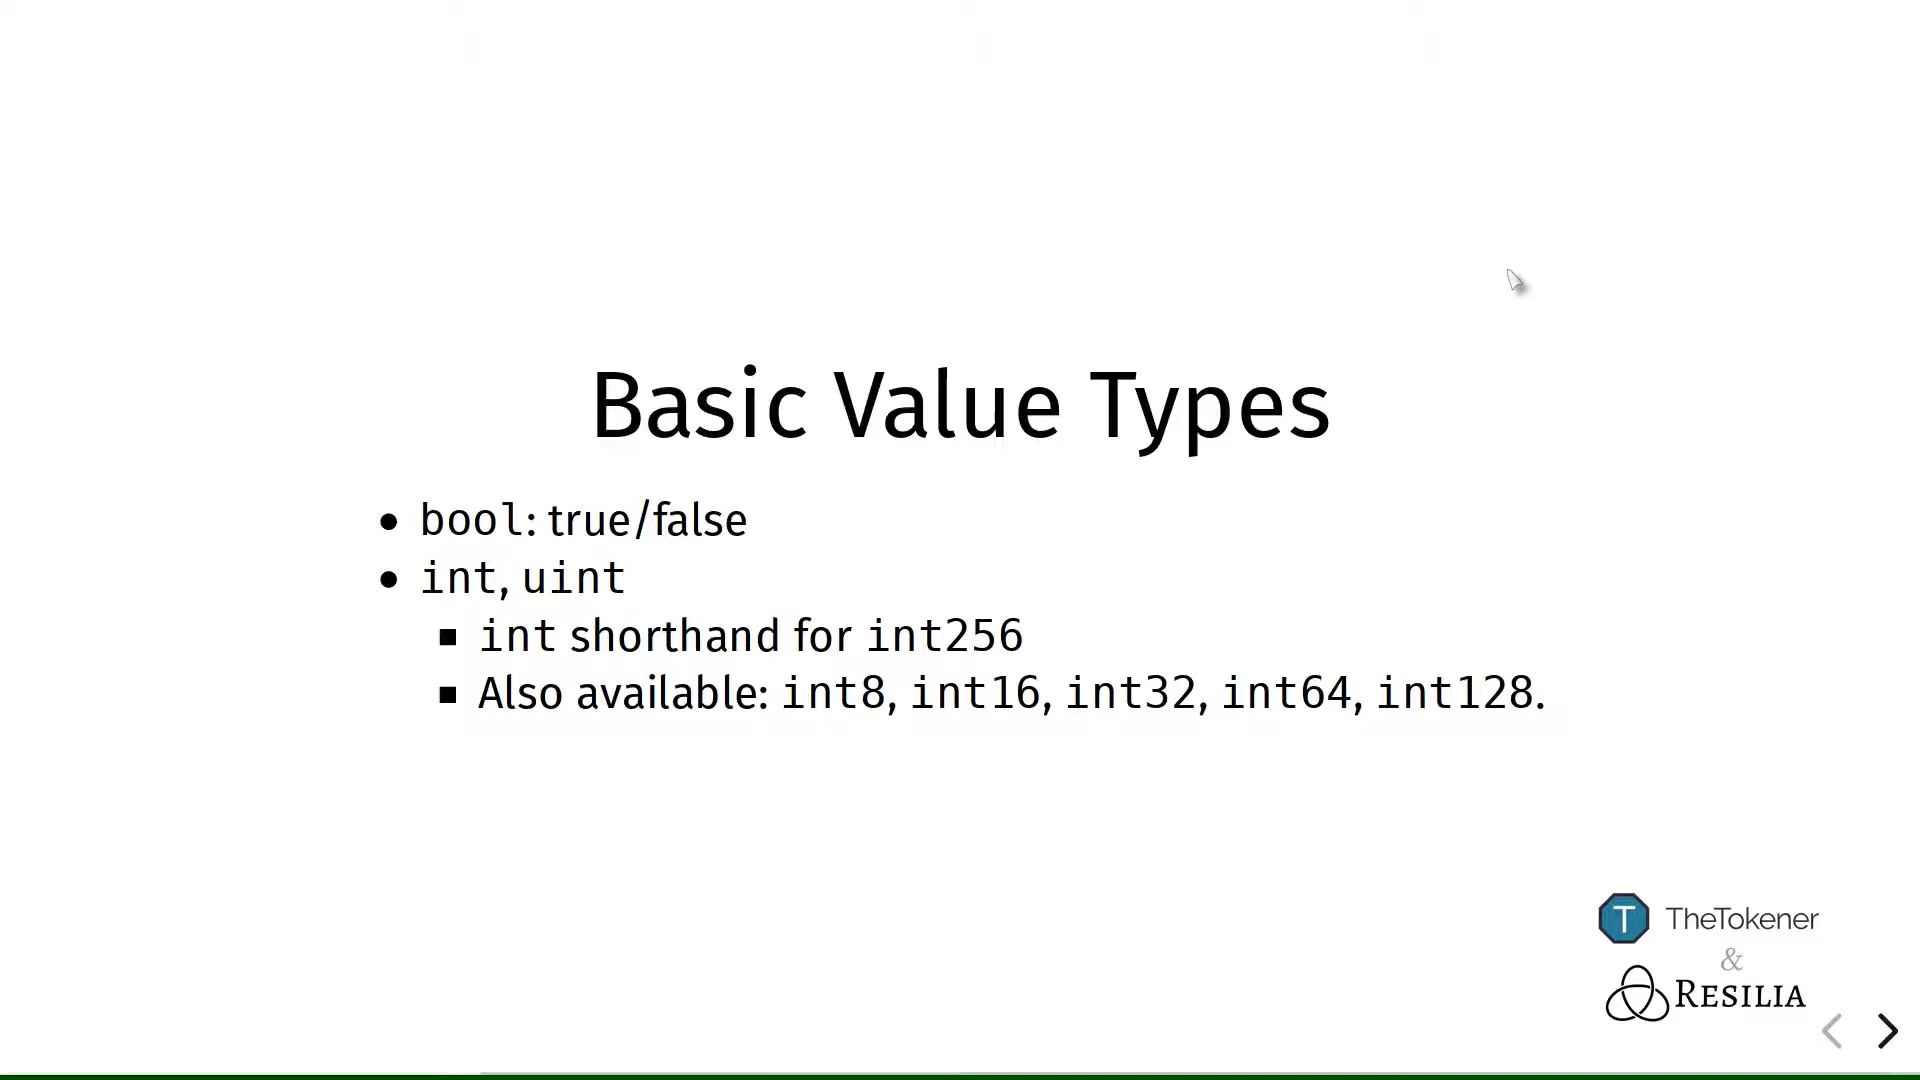 Basic Value Types
bool: true/false
int, uint
int shorthand for int256
Also available: int8, int16, int32, int64, int128.
T TheTokener
&
RESILIA